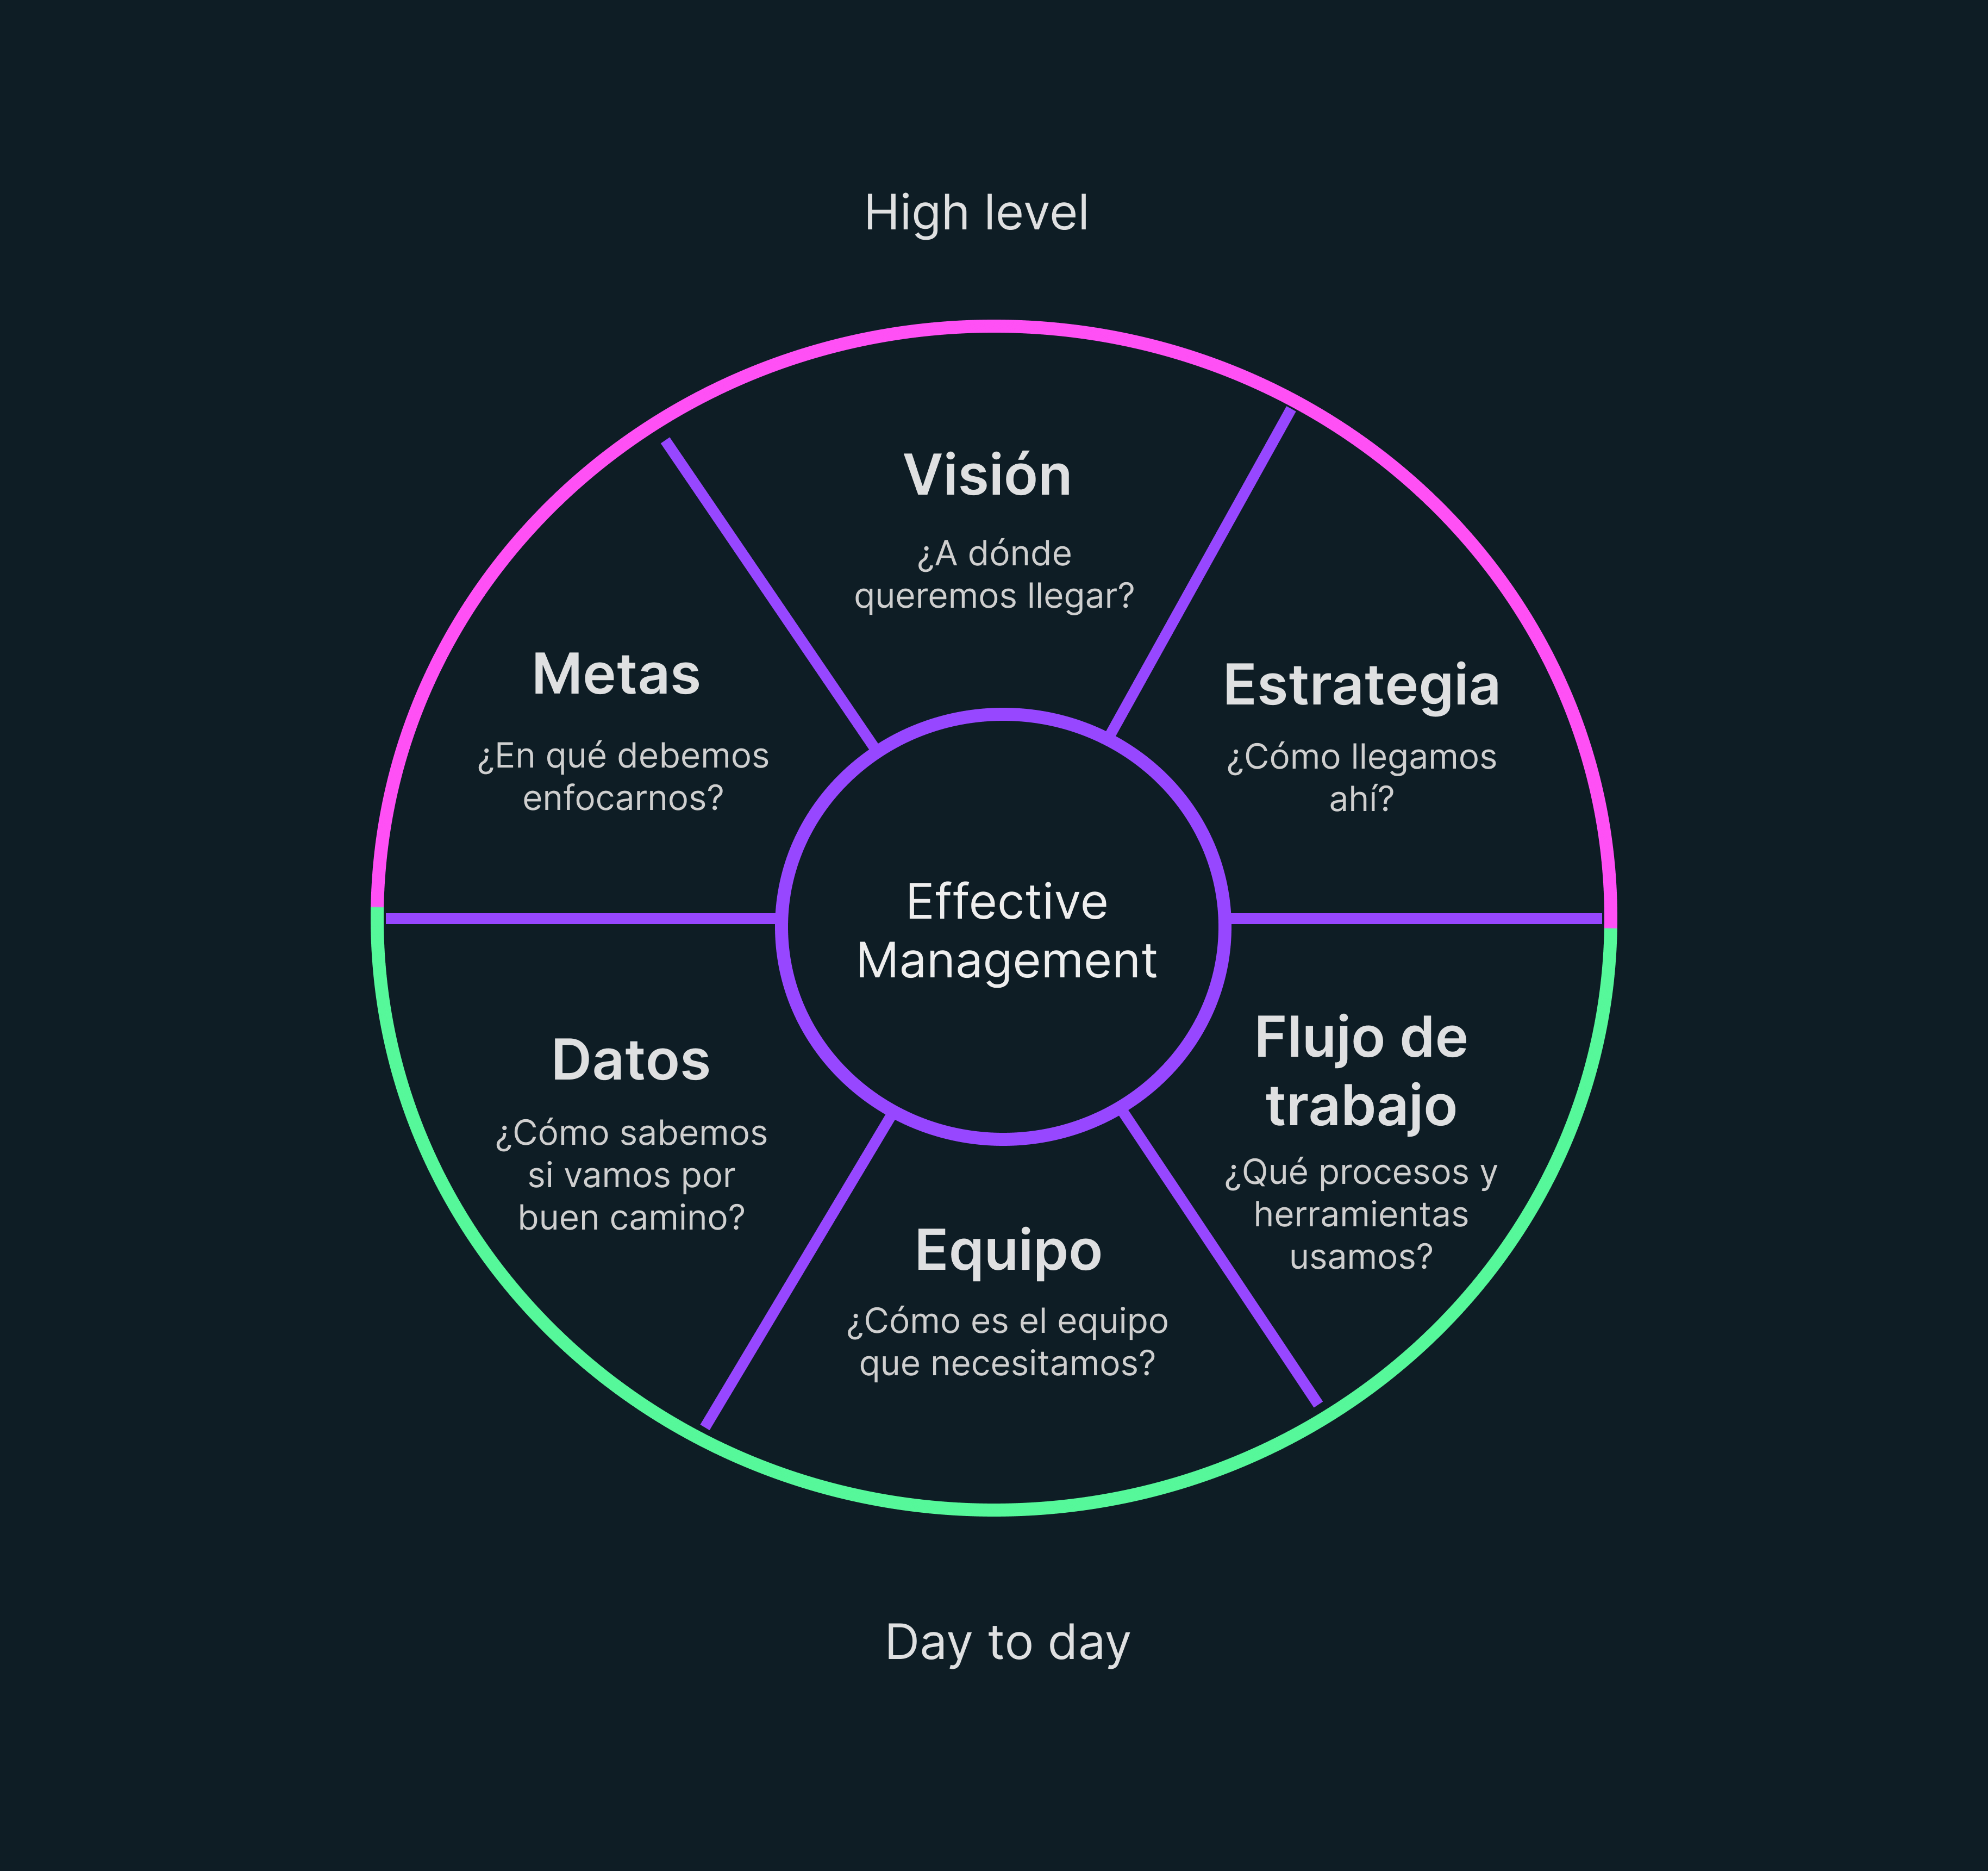 High level
Visión
¿A dónde
queremos llegar?
Metas
¿En qué debemos
enfocarnos?
Estrategia
¿Cómo llegamos
ahí?
Effective
Management
Datos
¿Cómo sabemos
si vamos por
buen camino?
Flujo de
trabajo
¿Qué procesos y
herramientas
usamos?
Equipo
¿Cómo es el equipo
que necesitamos?
Day to day